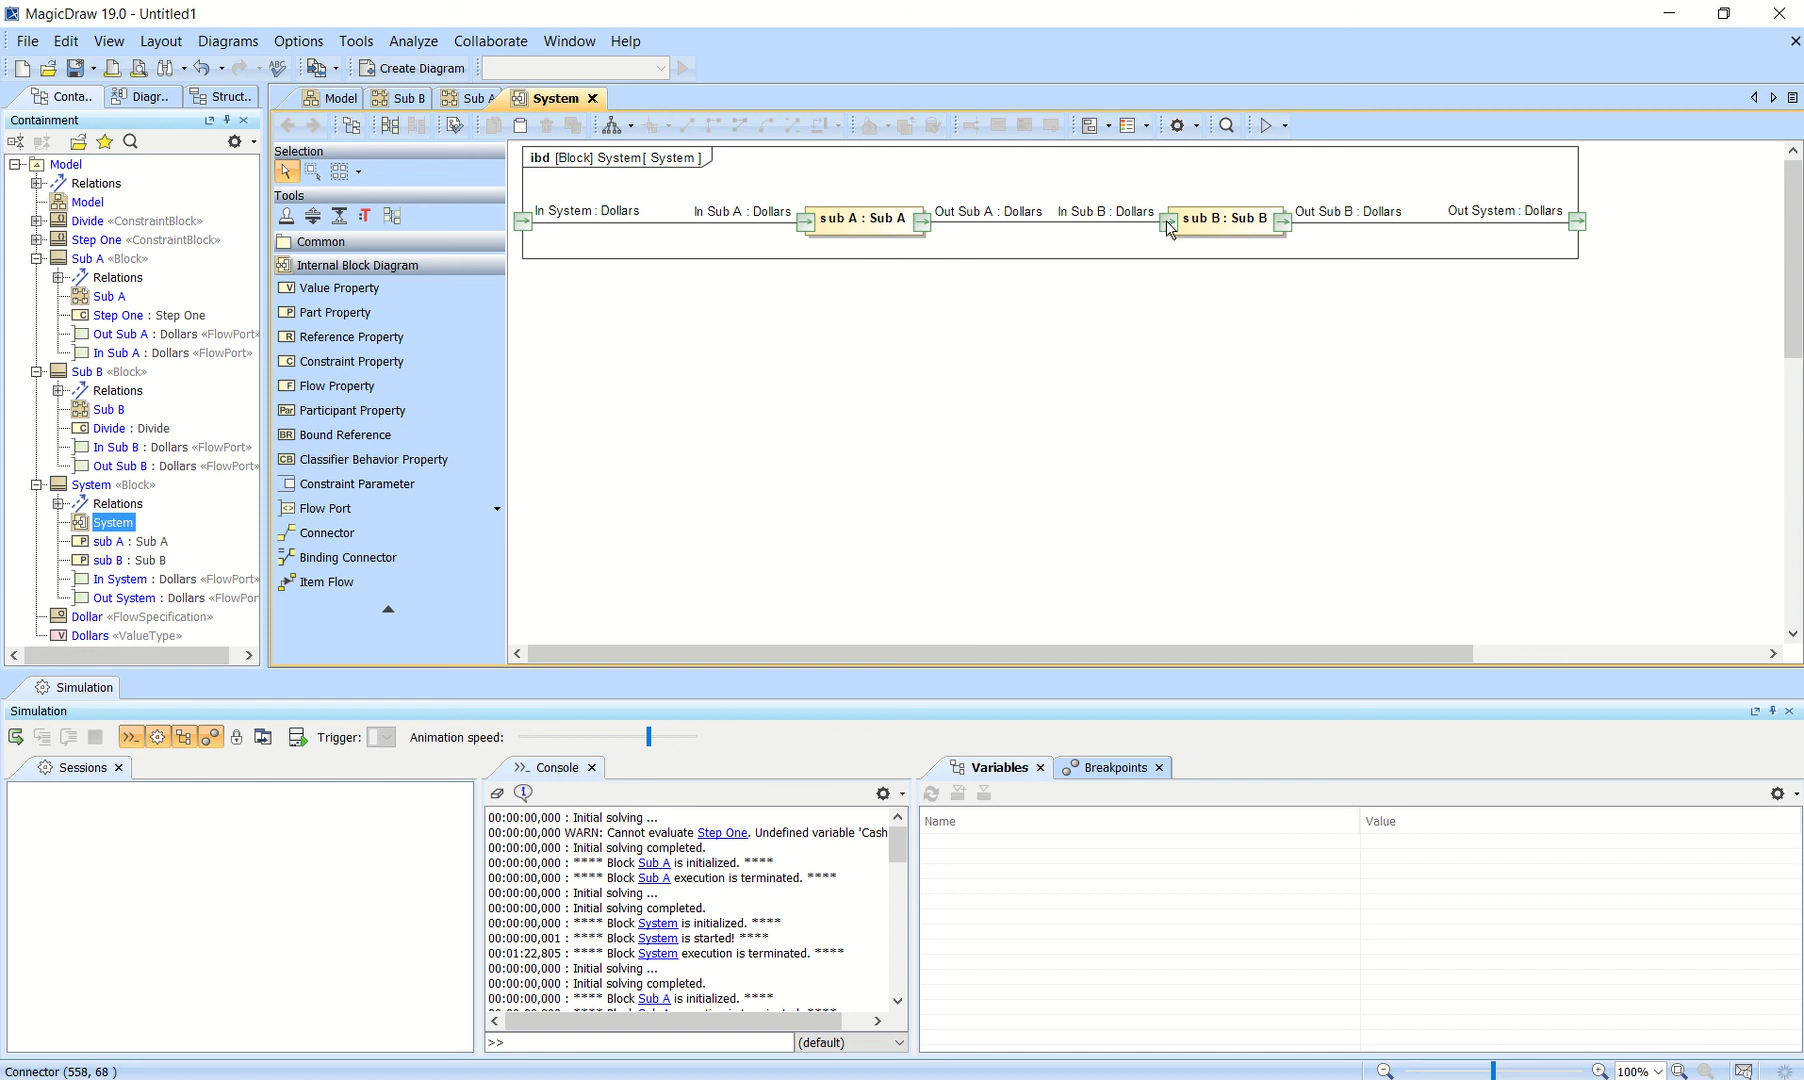 MagicDraw 19.0 - Untitled1
File Edit View Layout Diagrams Options Tools Analyze Collaborate Window Help
Create Diagram
Conta.. Diagr.. Struct..
Containment
Model
Relations
Model
Divide «ConstraintBlock»
Step One «ConstraintBlock»
Sub A «Block»
Relations
Sub A
Step One : Step One
Out Sub A : Dollars «FlowPort»
In Sub A : Dollars «FlowPort»
Sub B «Block»
Relations
Sub B
Divide : Divide
In Sub B : Dollars «FlowPort»
Out Sub B : Dollars «FlowPort»
System «Block»
Relations
System
sub A : Sub A
sub B : Sub B
In System : Dollars «FlowPort»
Out System : Dollars «FlowPor
Dollar «FlowSpecification»
Dollars «ValueType»
Model Sub B Sub A System
Selection
Tools
Common
Internal Block Diagram
Value Property
Part Property
Reference Property
Constraint Property
Flow Property
Participant Property
Bound Reference
Classifier Behavior Property
Constraint Parameter
Flow Port
Connector
Binding Connector
Item Flow
ibd [Block] System[ System ]
In System : Dollars In Sub A : Dollars sub A : Sub A Out Sub A : Dollars In Sub B : Dollars sub B : Sub B Out Sub B : Dollars Out System : Dollars
Simulation
Simulation
Trigger: Animation speed:
Sessions
Console
00:00:00,000 : Initial solving ...
00:00:00,000 WARN: Cannot evaluate Step One. Undefined variable 'Cash
00:00:00,000 : Initial solving completed.
00:00:00,000 : **** Block Sub A is initialized. ****
00:00:00,000 : **** Block Sub A execution is terminated. ****
00:00:00,000 : Initial solving ...
00:00:00,000 : Initial solving completed.
00:00:00,000 : **** Block System is initialized. ****
00:00:00,001 : **** Block System is started! ****
00:01:22,805 : **** Block System execution is terminated. ****
00:00:00,000 : Initial solving ...
00:00:00,000 : Initial solving completed.
00:00:00,000 : **** Block Sub A is initialized. ****
>> (default)
Variables Breakpoints
Name Value
Connector (558, 68 )
100%